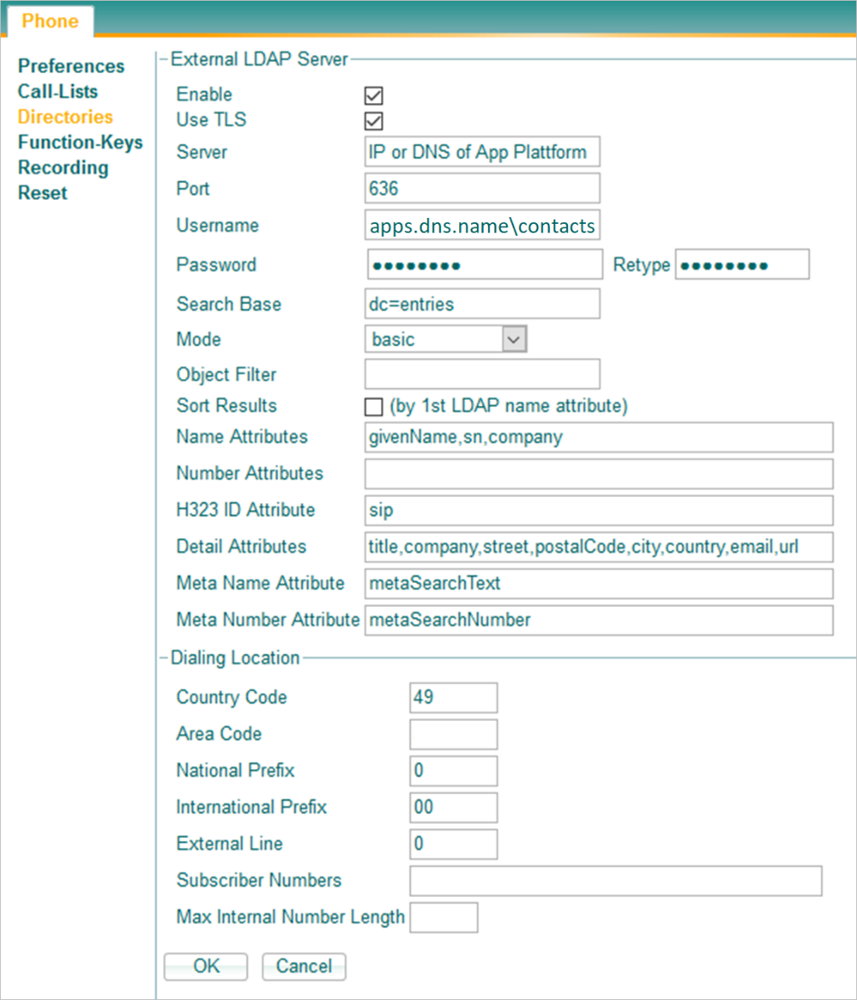 Phone
Preferences
Call-Lists
Directories
Function-Keys
Recording
Reset
External LDAP Server
Enable
Use TLS
Server IP or DNS of App Plattform
Port 636
Username apps.dns.name\contacts
Password •••••••• Retype ••••••••
Search Base dc=entries
Mode basic
Object Filter
Sort Results (by 1st LDAP name attribute)
Name Attributes givenName,sn,company
Number Attributes
H323 ID Attribute sip
Detail Attributes title,company,street,postalCode,city,country,email,url
Meta Name Attribute metaSearchText
Meta Number Attribute metaSearchNumber
Dialing Location
Country Code 49
Area Code
National Prefix 0
International Prefix 00
External Line 0
Subscriber Numbers
Max Internal Number Length
OK Cancel